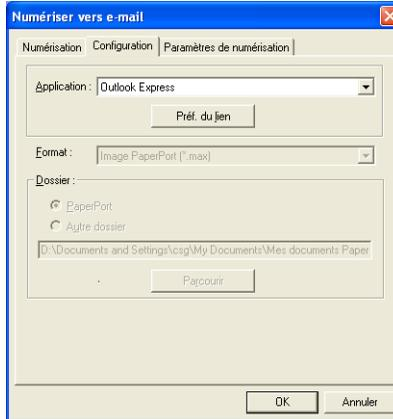 Numériser vers e-mail
Numérisation Configuration Paramètres de numérisation
Application : Outlook Express
Préf. du lien
Format : Image PaperPort (*.max)
Dossier :
PaperPort
Autre dossier
D:\Documents and Settings\csg\My Documents\Mes documents Paper
Parcourir
OK Annuler